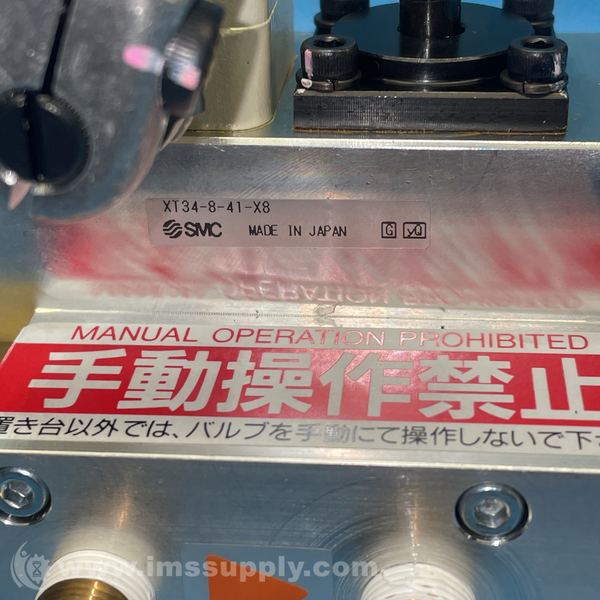 XT34-8-41-X8
SMC MADE IN JAPAN G
MANUAL OPERATION PROHIBITED
手動操作禁止
置き台以外では、バルブを手動にて操作しないで下
www.imssupply.com